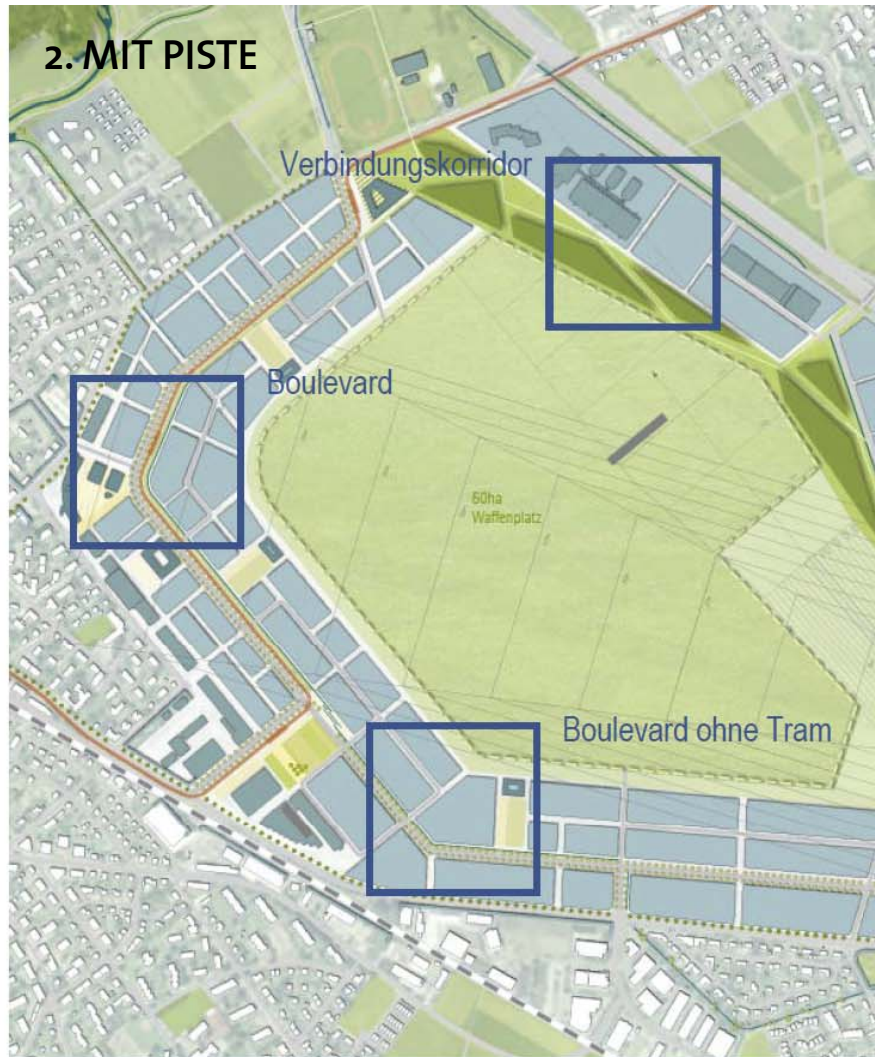 2. MIT PISTE
Verbindungskorridor
Boulevard
60ha
Waffenplatz
Boulevard ohne Tram